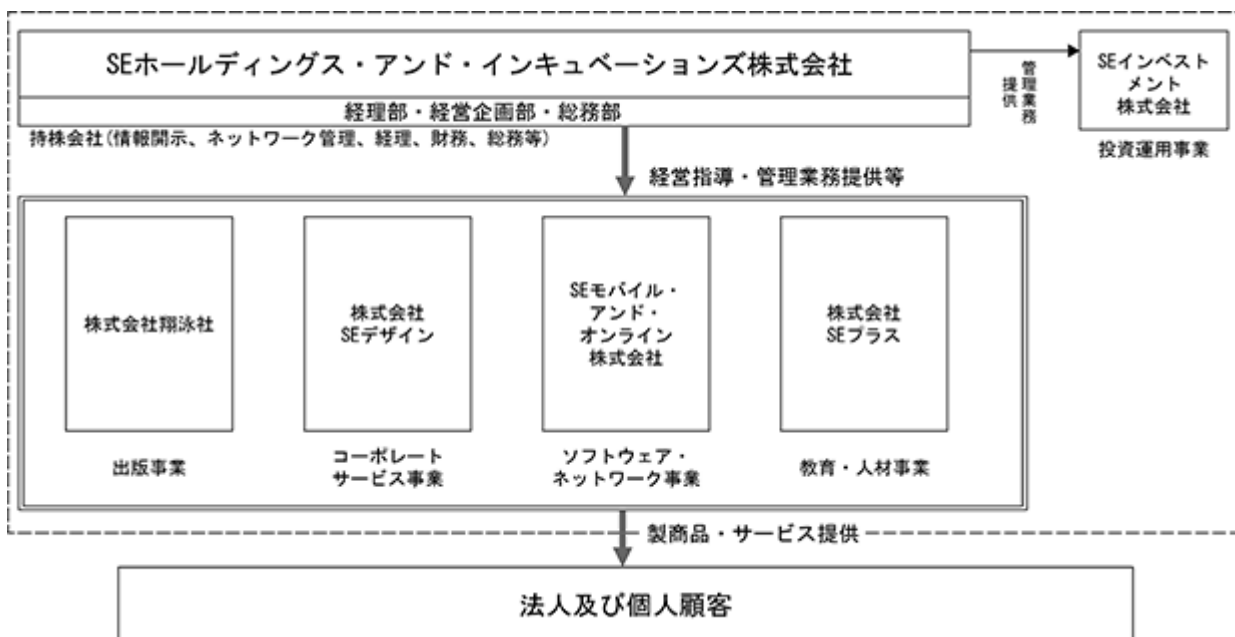 SEホールディングス・アンド・インキュベーションズ株式会社
経理部・経営企画部・総務部
持株会社(情報開示、ネットワーク管理、経理、財務、総務等)
管理業務
提供
SEインベスト
メント
株式会社
投資運用事業
経営指導・管理業務提供等
株式会社翔泳社
出版事業
株式会社
SEデザイン
コーポレート
サービス事業
SEモバイル・
アンド・
オンライン
株式会社
ソフトウェア・
ネットワーク事業
株式会社
SEプラス
教育・人材事業
製商品・サービス提供
法人及び個人顧客